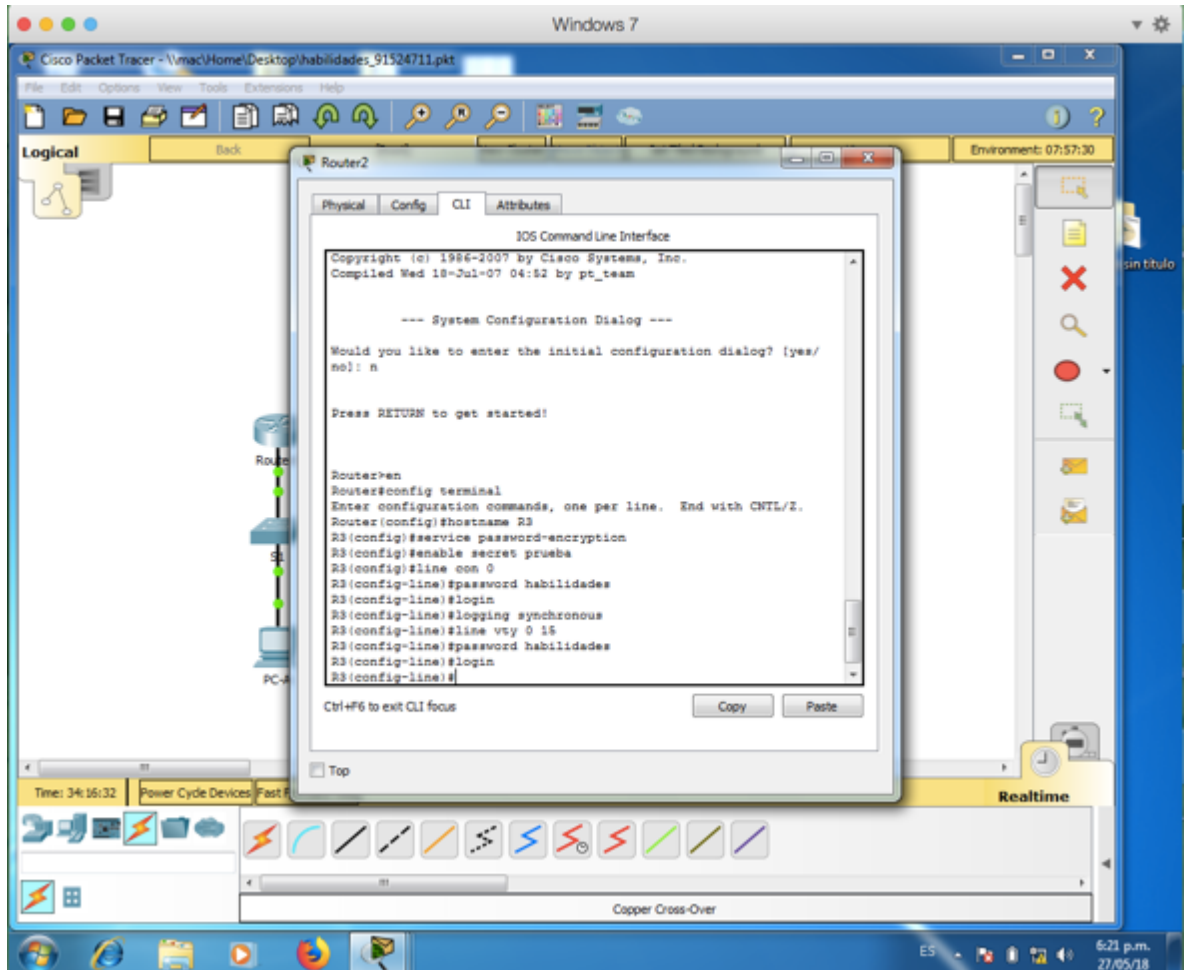 Windows 7
Cisco Packet Tracer - \\mac\Home\Desktop\habilidades_91524711.pkt
File Edit Options View Tools Extensions Help
Logical
Back
Environment: 07:57:30
Router2
Physical Config CLI Attributes
IOS Command Line Interface
Copyright (c) 1986-2007 by Cisco Systems, Inc.
Compiled Wed 18-Jul-07 04:52 by pt_team
--- System Configuration Dialog ---
Would you like to enter the initial configuration dialog? [yes/
no]: n
Press RETURN to get started!
Router>en
Router#config terminal
Enter configuration commands, one per line. End with CNTL/Z.
Router(config)#hostname R3
R3(config)#service password-encryption
R3(config)#enable secret prueba
R3(config)#line con 0
R3(config-line)#password habilidades
R3(config-line)#login
R3(config-line)#logging synchronous
R3(config-line)#line vty 0 15
R3(config-line)#password habilidades
R3(config-line)#login
R3(config-line)#
Ctrl+F6 to exit CLI focus
Copy Paste
Top
Route
S1
PC-A
sin título
Time: 34:16:32 Power Cycle Devices Fast F
Realtime
Copper Cross-Over
ES
6:21 p.m.
27/05/18